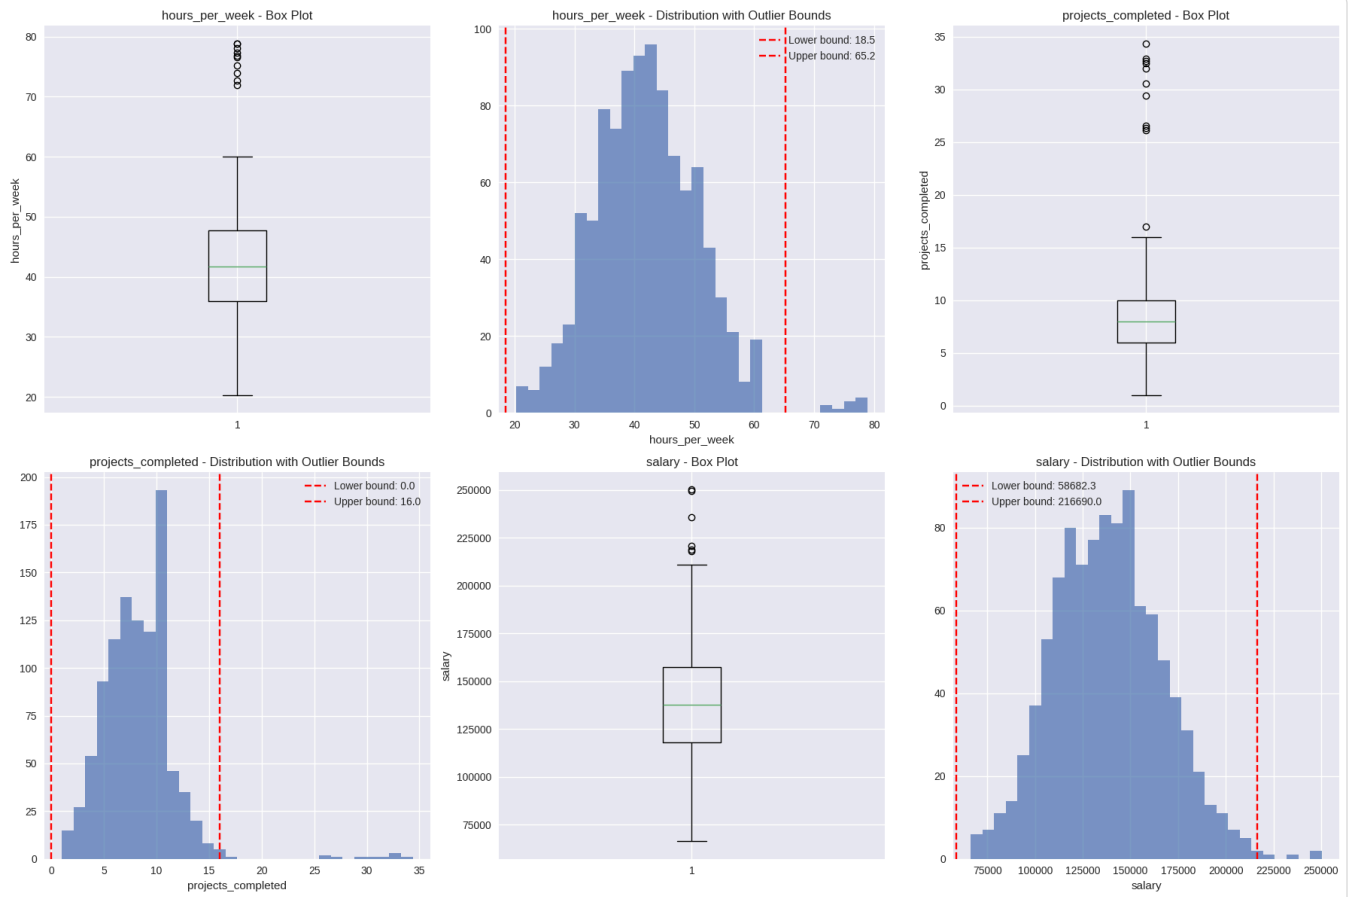 hours_per_week - Box Plot
80
70
60
50
40
30
20
hours_per_week
1
hours_per_week - Distribution with Outlier Bounds
Lower bound: 18.5
Upper bound: 65.2
100
80
60
40
20
0
20 30 40 50 60 70 80
hours_per_week
projects_completed - Box Plot
35
30
25
20
15
10
5
0
projects_completed
1
projects_completed - Distribution with Outlier Bounds
Lower bound: 0.0
Upper bound: 16.0
200
175
150
125
100
75
50
25
0
0 5 10 15 20 25 30 35
projects_completed
salary - Box Plot
250000
225000
200000
175000
150000
125000
100000
75000
salary
1
salary - Distribution with Outlier Bounds
Lower bound: 58682.3
Upper bound: 216690.0
80
60
40
20
0
75000 100000 125000 150000 175000 200000 225000 250000
salary